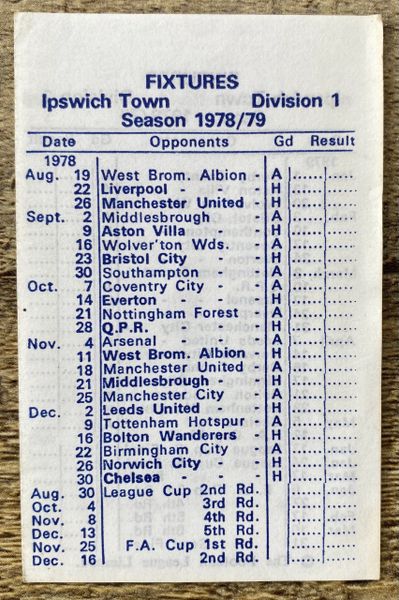 FIXTURES
Ipswich Town Division 1
Season 1978/79
Date Opponents Gd Result
1978
Aug. 19 West Brom. Albion A
22 Liverpool - - H
26 Manchester United H
Sept. 2 Middlesbrough - A
9 Aston Villa - - H
16 Wolver'ton Wds. A
23 Bristol City - H
30 Southampton - A
Oct. 7 Coventry City - A
14 Everton - - H
21 Nottingham Forest A
28 Q.P.R. - - H
Nov. 4 Arsenal - - A
11 West Brom. Albion H
18 Manchester United A
21 Middlesbrough - H
25 Manchester City A
Dec. 2 Leeds United - H
9 Tottenham Hotspur A
16 Bolton Wanderers - H
22 Birmingham City A
26 Norwich City - H
30 Chelsea - - H
Aug. 30 League Cup 2nd Rd.
Oct. 4 3rd Rd.
Nov. 8 4th Rd.
Dec. 13 5th Rd.
Nov. 25 F.A. Cup 1st Rd.
Dec. 16 2nd Rd.